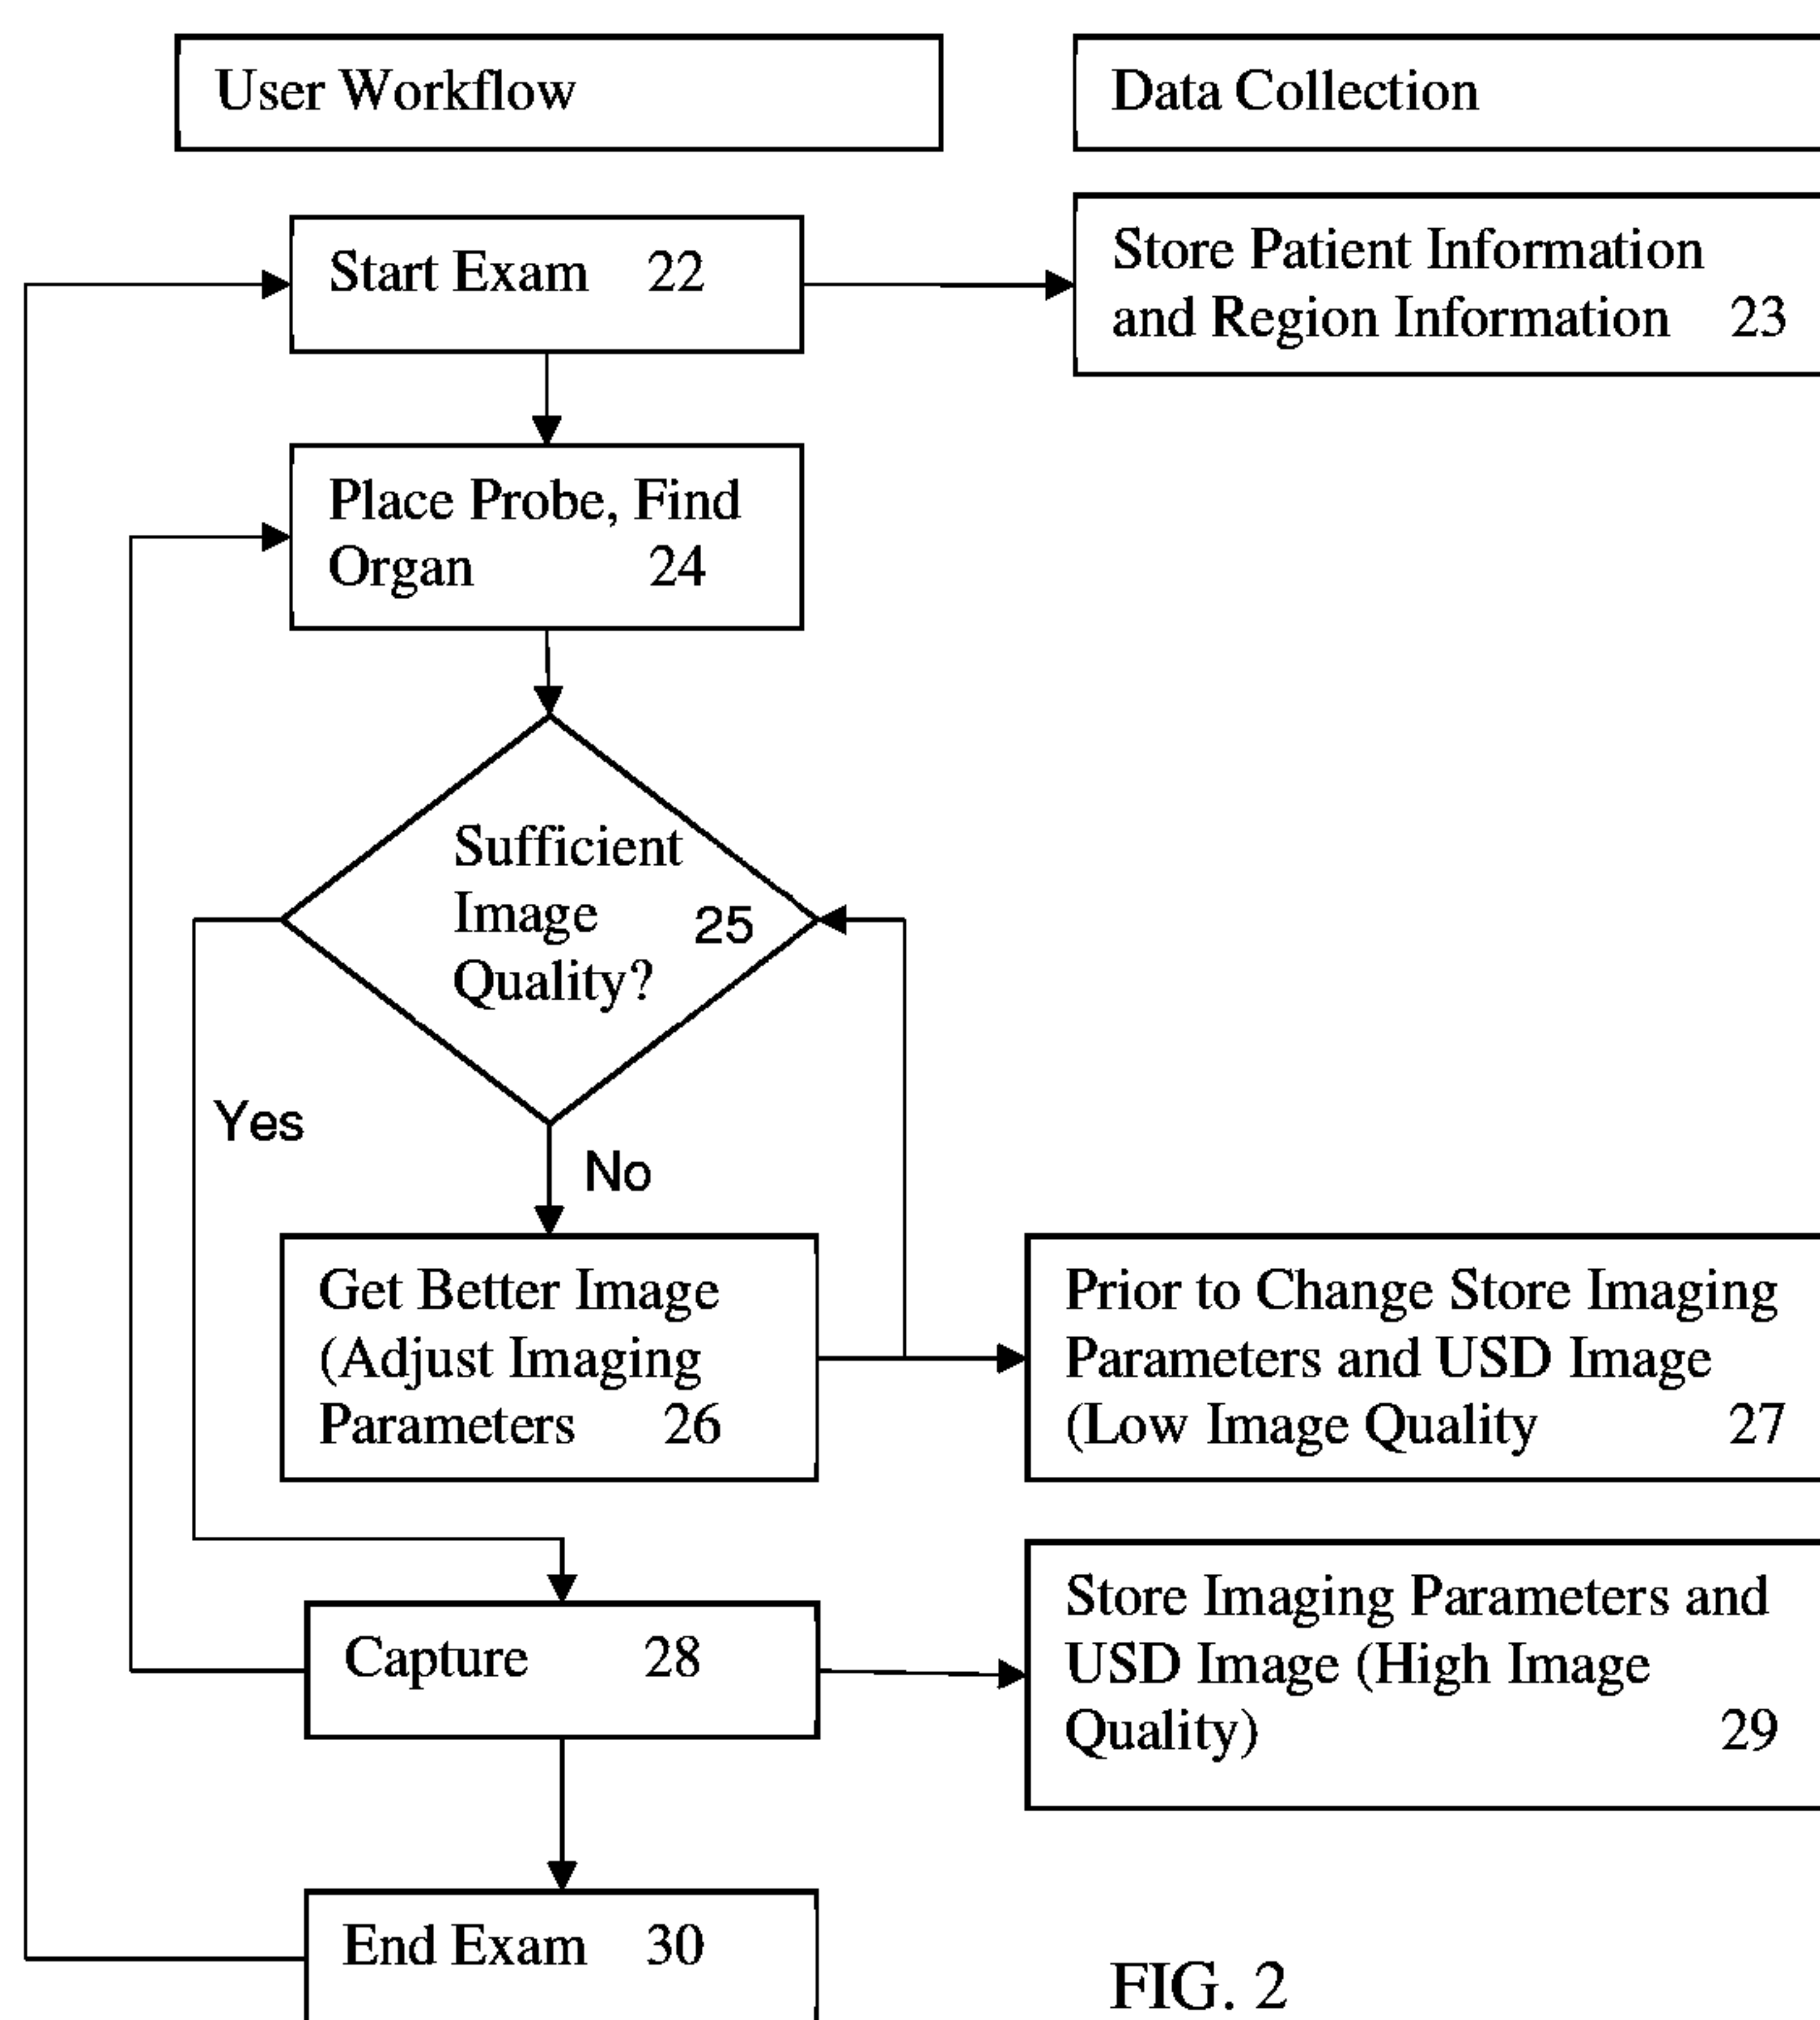 User Workflow
Data Collection
Start Exam 22
Store Patient Information
and Region Information 23
Place Probe, Find
Organ 24
Sufficient
Image 25
Quality?
Yes
No
Get Better Image
(Adjust Imaging
Parameters 26
Prior to Change Store Imaging
Parameters and USD Image
(Low Image Quality 27
Capture 28
Store Imaging Parameters and
USD Image (High Image
Quality) 29
End Exam 30
FIG. 2